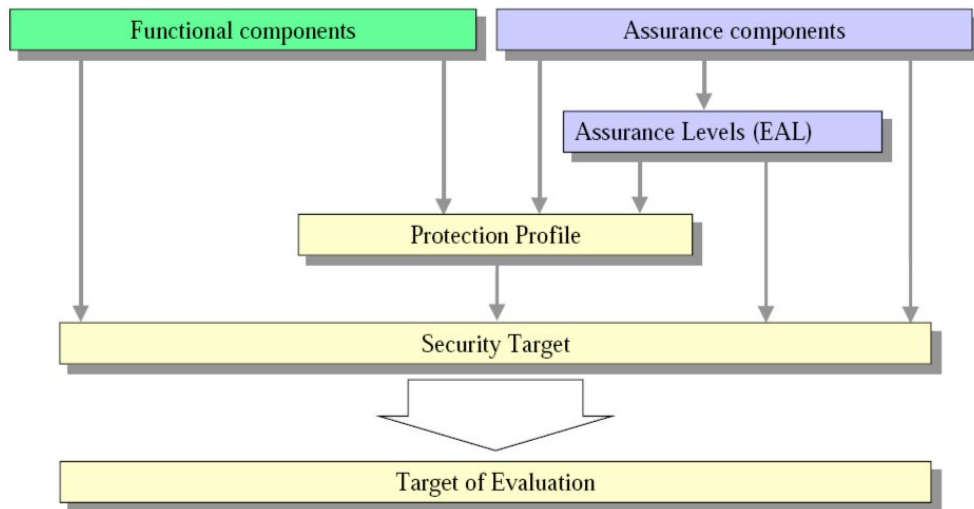 Functional components
Assurance components
Assurance Levels (EAL)
Protection Profile
Security Target
Target of Evaluation